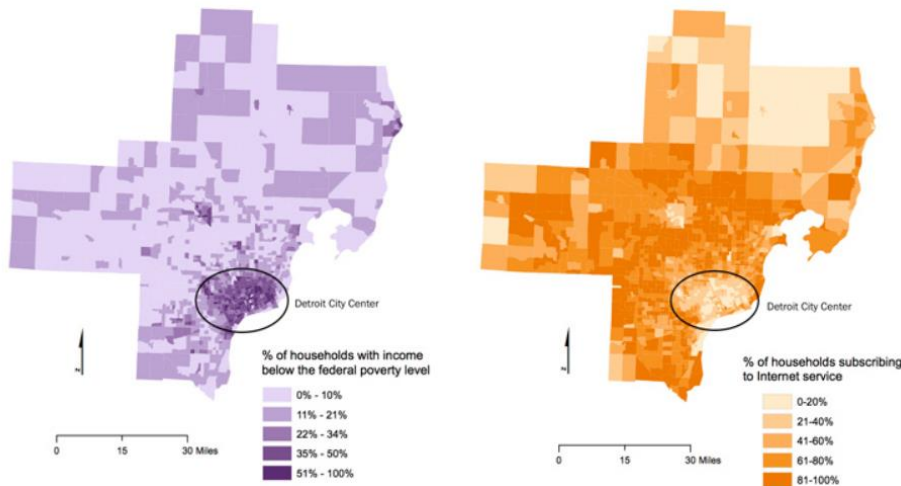 Detroit City Center
% of households with income
below the federal poverty level
0% - 10%
11% - 21%
22% - 34%
35% - 50%
51% - 100%
0 15 30 Miles
Z
Detroit City Center
% of households subscribing
to Internet service
0-20%
21-40%
41-60%
61-80%
81-100%
0 15 30 Miles
Z